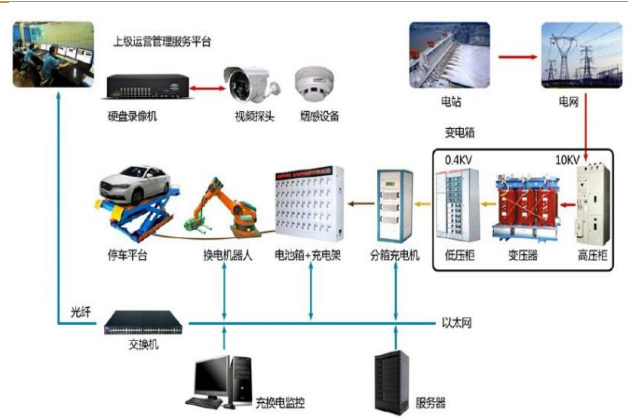 上级运营管理服务平台
硬盘录像机
视频探头
烟感设备
电站
电网
变电箱
0.4KV
10KV
停车平台
换电机器人
电池箱+充电架
分箱充电机
低压柜
变压器
高压柜
光纤
交换机
以太网
充换电监控
服务器